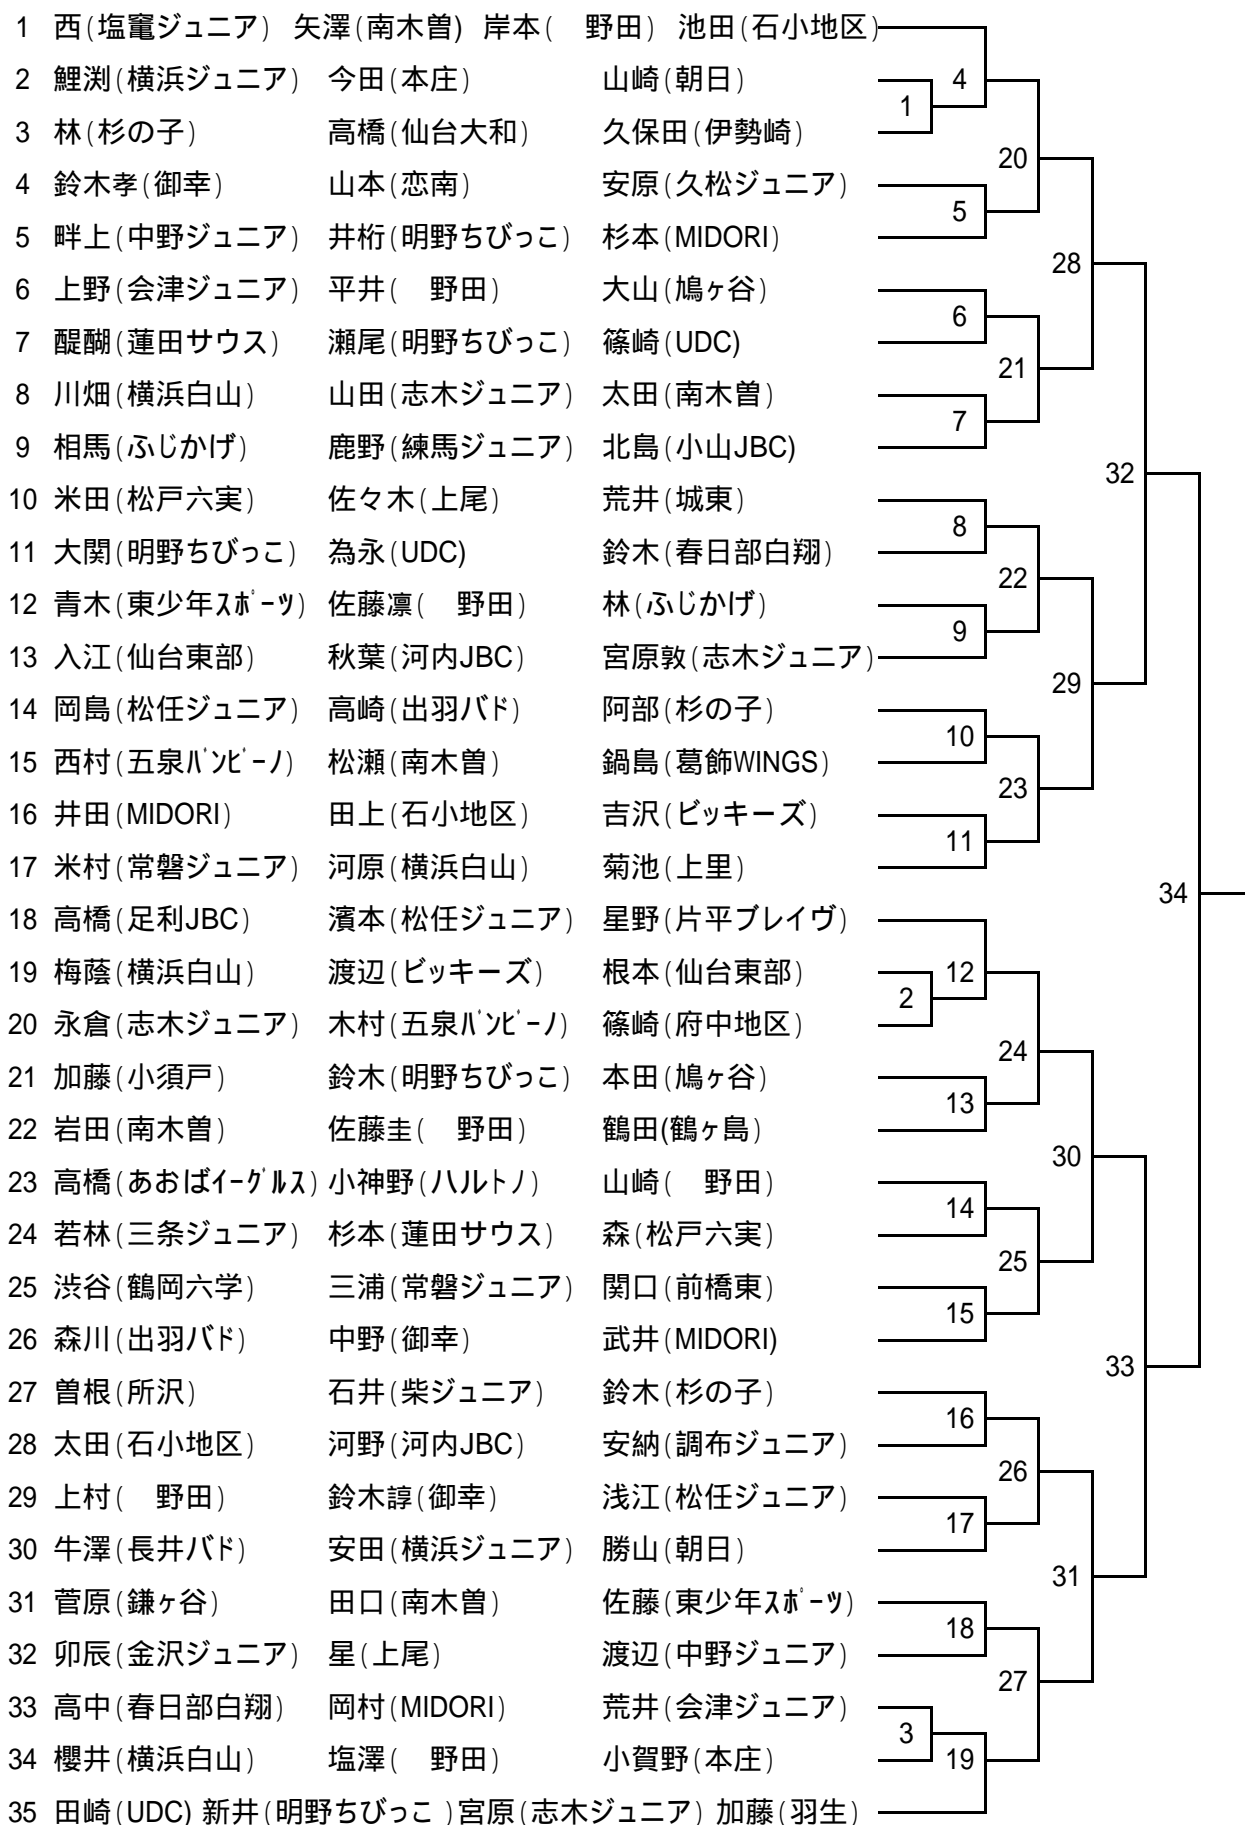 1 西(塩竈ジュニア) 矢澤(南木曽) 岸本(　野田) 池田(石小地区)
2 鯉渕(横浜ジュニア) 今田(本庄) 山崎(朝日)
3 林(杉の子) 高橋(仙台大和) 久保田(伊勢崎)
4 鈴木孝(御幸) 山本(恋南) 安原(久松ジュニア)
5 畔上(中野ジュニア) 井桁(明野ちびっこ) 杉本(MIDORI)
6 上野(会津ジュニア) 平井(　野田) 大山(鳩ヶ谷)
7 醍醐(蓮田サウス) 瀬尾(明野ちびっこ) 篠崎(UDC)
8 川畑(横浜白山) 山田(志木ジュニア) 太田(南木曽)
9 相馬(ふじかげ) 鹿野(練馬ジュニア) 北島(小山JBC)
10 米田(松戸六実) 佐々木(上尾) 荒井(城東)
11 大関(明野ちびっこ) 為永(UDC) 鈴木(春日部白翔)
12 青木(東少年ｽﾎﾟｰﾂ) 佐藤凛(　野田) 林(ふじかげ)
13 入江(仙台東部) 秋葉(河内JBC) 宮原敦(志木ジュニア)
14 岡島(松任ジュニア) 高崎(出羽バド) 阿部(杉の子)
15 西村(五泉ﾊﾞﾝﾋﾞｰﾉ) 松瀬(南木曽) 鍋島(葛飾WINGS)
16 井田(MIDORI) 田上(石小地区) 吉沢(ビッキーズ)
17 米村(常磐ジュニア) 河原(横浜白山) 菊池(上里)
18 高橋(足利JBC) 濱本(松任ジュニア) 星野(片平ブレイヴ)
19 梅蔭(横浜白山) 渡辺(ビッキーズ) 根本(仙台東部)
20 永倉(志木ジュニア) 木村(五泉ﾊﾞﾝﾋﾞｰﾉ) 篠崎(府中地区)
21 加藤(小須戸) 鈴木(明野ちびっこ) 本田(鳩ヶ谷)
22 岩田(南木曽) 佐藤圭(　野田) 鶴田(鶴ヶ島)
23 高橋(あおばｲｰｸﾞﾙｽ) 小神野(ハルトノ) 山崎(　野田)
24 若林(三条ジュニア) 杉本(蓮田サウス) 森(松戸六実)
25 渋谷(鶴岡六学) 三浦(常磐ジュニア) 関口(前橋東)
26 森川(出羽バド) 中野(御幸) 武井(MIDORI)
27 曽根(所沢) 石井(柴ジュニア) 鈴木(杉の子)
28 太田(石小地区) 河野(河内JBC) 安納(調布ジュニア)
29 上村(　野田) 鈴木諄(御幸) 浅江(松任ジュニア)
30 牛澤(長井バド) 安田(横浜ジュニア) 勝山(朝日)
31 菅原(鎌ヶ谷) 田口(南木曽) 佐藤(東少年ｽﾎﾟｰﾂ)
32 卯辰(金沢ジュニア) 星(上尾) 渡辺(中野ジュニア)
33 高中(春日部白翔) 岡村(MIDORI) 荒井(会津ジュニア)
34 櫻井(横浜白山) 塩澤(　野田) 小賀野(本庄)
35 田崎(UDC) 新井(明野ちびっこ )宮原(志木ジュニア) 加藤(羽生)
1
2
3
4
5
6
7
8
9
10
11
12
13
14
15
16
17
18
19
20
21
22
23
24
25
26
27
28
29
30
31
32
33
34